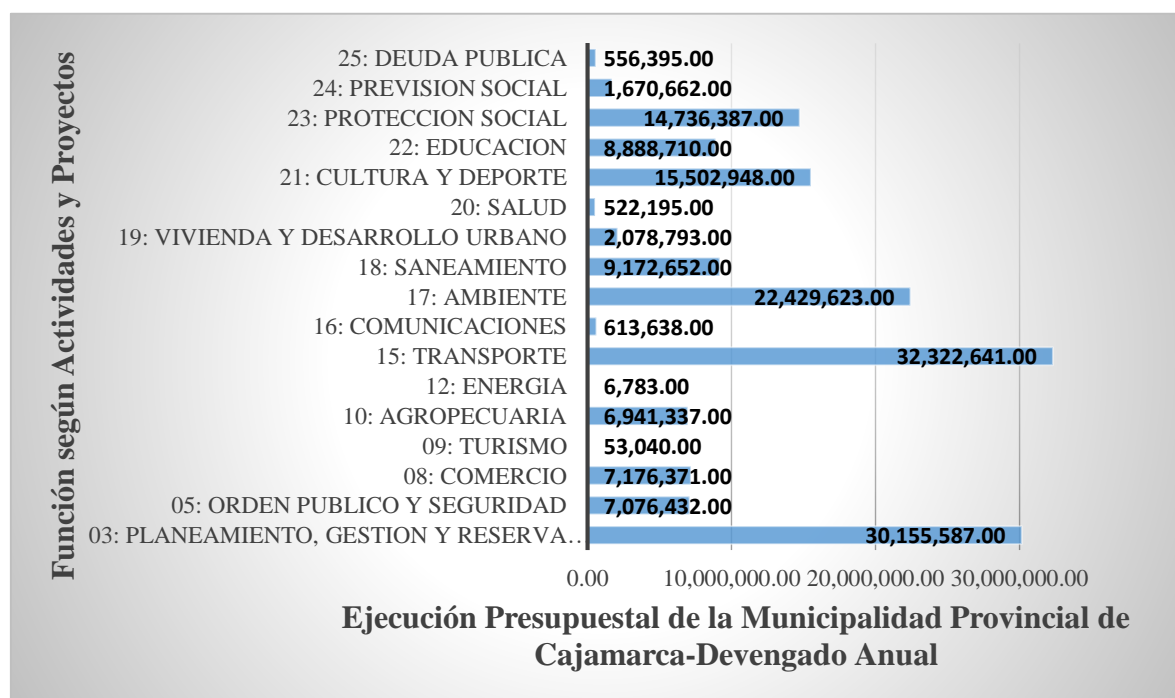 Función según Actividades y Proyectos
25: DEUDA PUBLICA 556,395.00
24: PREVISION SOCIAL 1,670,662.00
23: PROTECCION SOCIAL 14,736,387.00
22: EDUCACION 8,888,710.00
21: CULTURA Y DEPORTE 15,502,948.00
20: SALUD 522,195.00
19: VIVIENDA Y DESARROLLO URBANO 2,078,793.00
18: SANEAMIENTO 9,172,652.00
17: AMBIENTE 22,429,623.00
16: COMUNICACIONES 613,638.00
15: TRANSPORTE 32,322,641.00
12: ENERGIA 6,783.00
10: AGROPECUARIA 6,941,337.00
09: TURISMO 53,040.00
08: COMERCIO 7,176,371.00
05: ORDEN PUBLICO Y SEGURIDAD 7,076,432.00
03: PLANEAMIENTO, GESTION Y RESERVA.. 30,155,587.00
0.00 10,000,000.00 20,000,000.00 30,000,000.00
Ejecución Presupuestal de la Municipalidad Provincial de
Cajamarca-Devengado Anual